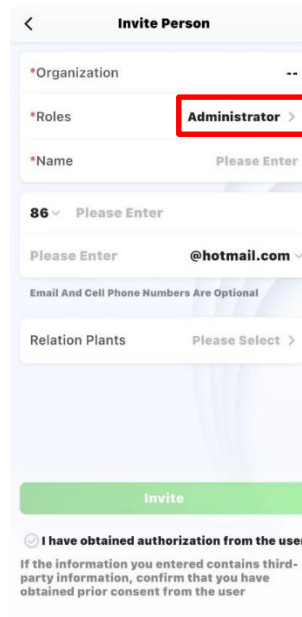 Invite Person
*Organization --
*Roles Administrator >
*Name Please Enter
86 Please Enter
Please Enter @hotmail.com
Email And Cell Phone Numbers Are Optional
Relation Plants Please Select >
Invite
I have obtained authorization from the user
If the information you entered contains third-
party information, confirm that you have
obtained prior consent from the user